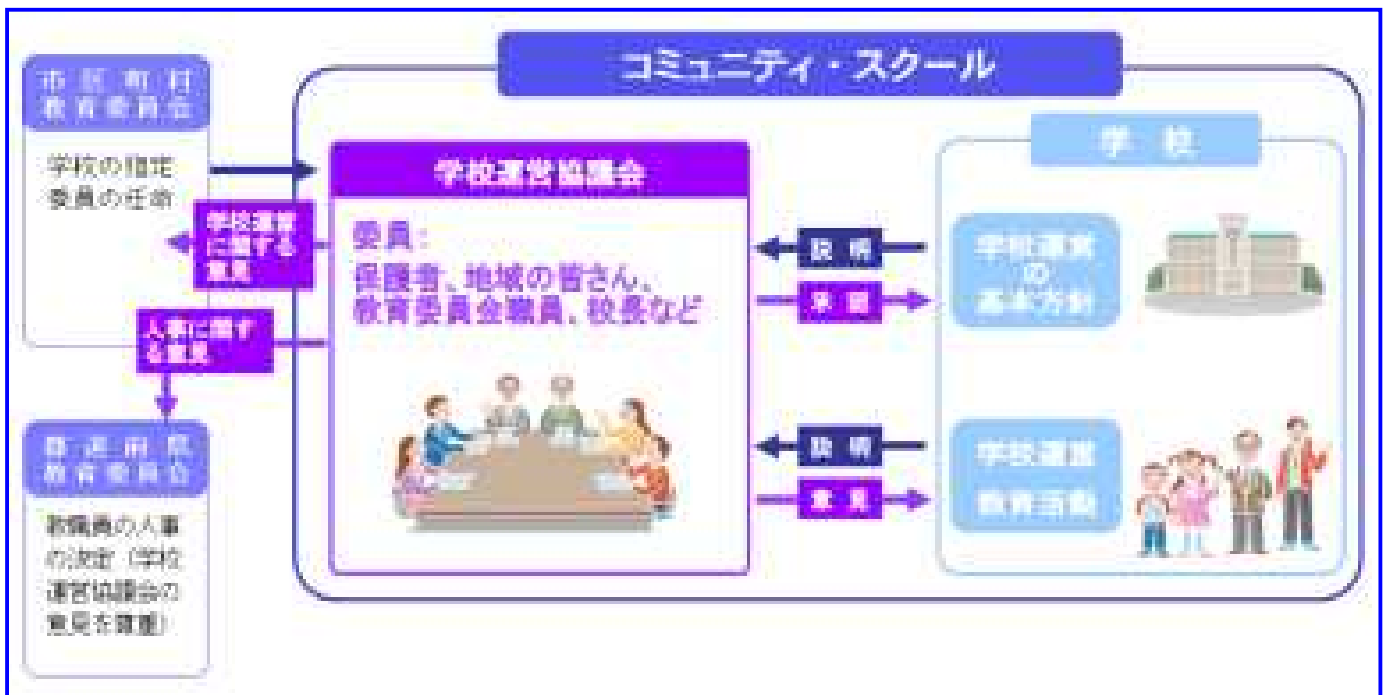 コミュニティ・スクール
市区町村
教育委員会
学校の指定
委員の任命
学校運営
に関する
意見
人事に関す
る意見
都道府県
教育委員会
教職員の人事
の決定（学校
運営協議会の
意見を尊重）
学校運営協議会
委員：
保護者、地域の皆さん、
教育委員会職員、校長など
説明
承認
説明
意見
学校
学校運営
の
基本方針
学校運営
教育活動